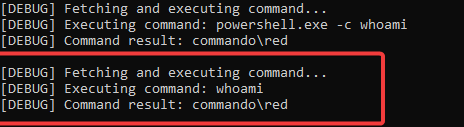 [DEBUG] Fetching and executing command...
[DEBUG] Executing command: powershell.exe -c whoami
[DEBUG] Command result: commando\red
[DEBUG] Fetching and executing command...
[DEBUG] Executing command: whoami
[DEBUG] Command result: commando\red